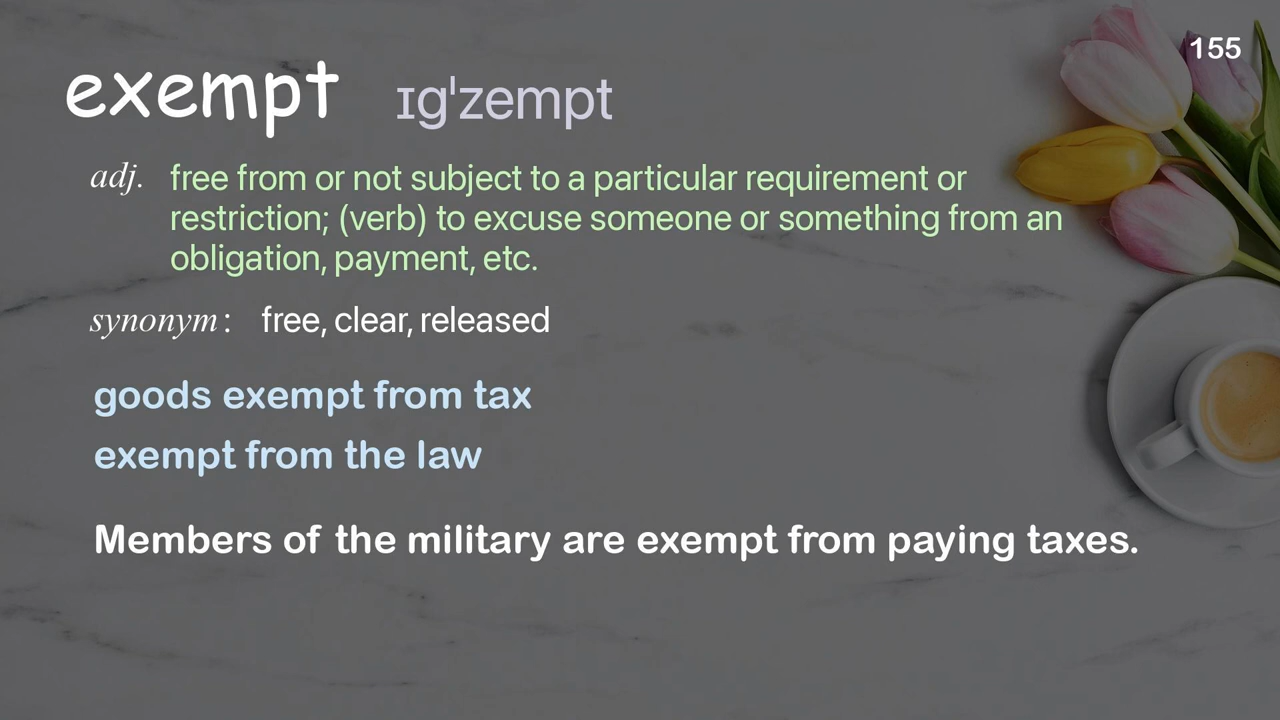 155
exempt ɪgˈzempt
adj. free from or not subject to a particular requirement or
restriction; (verb) to excuse someone or something from an
obligation, payment, etc.
synonym : free, clear, released
goods exempt from tax
exempt from the law
Members of the military are exempt from paying taxes.